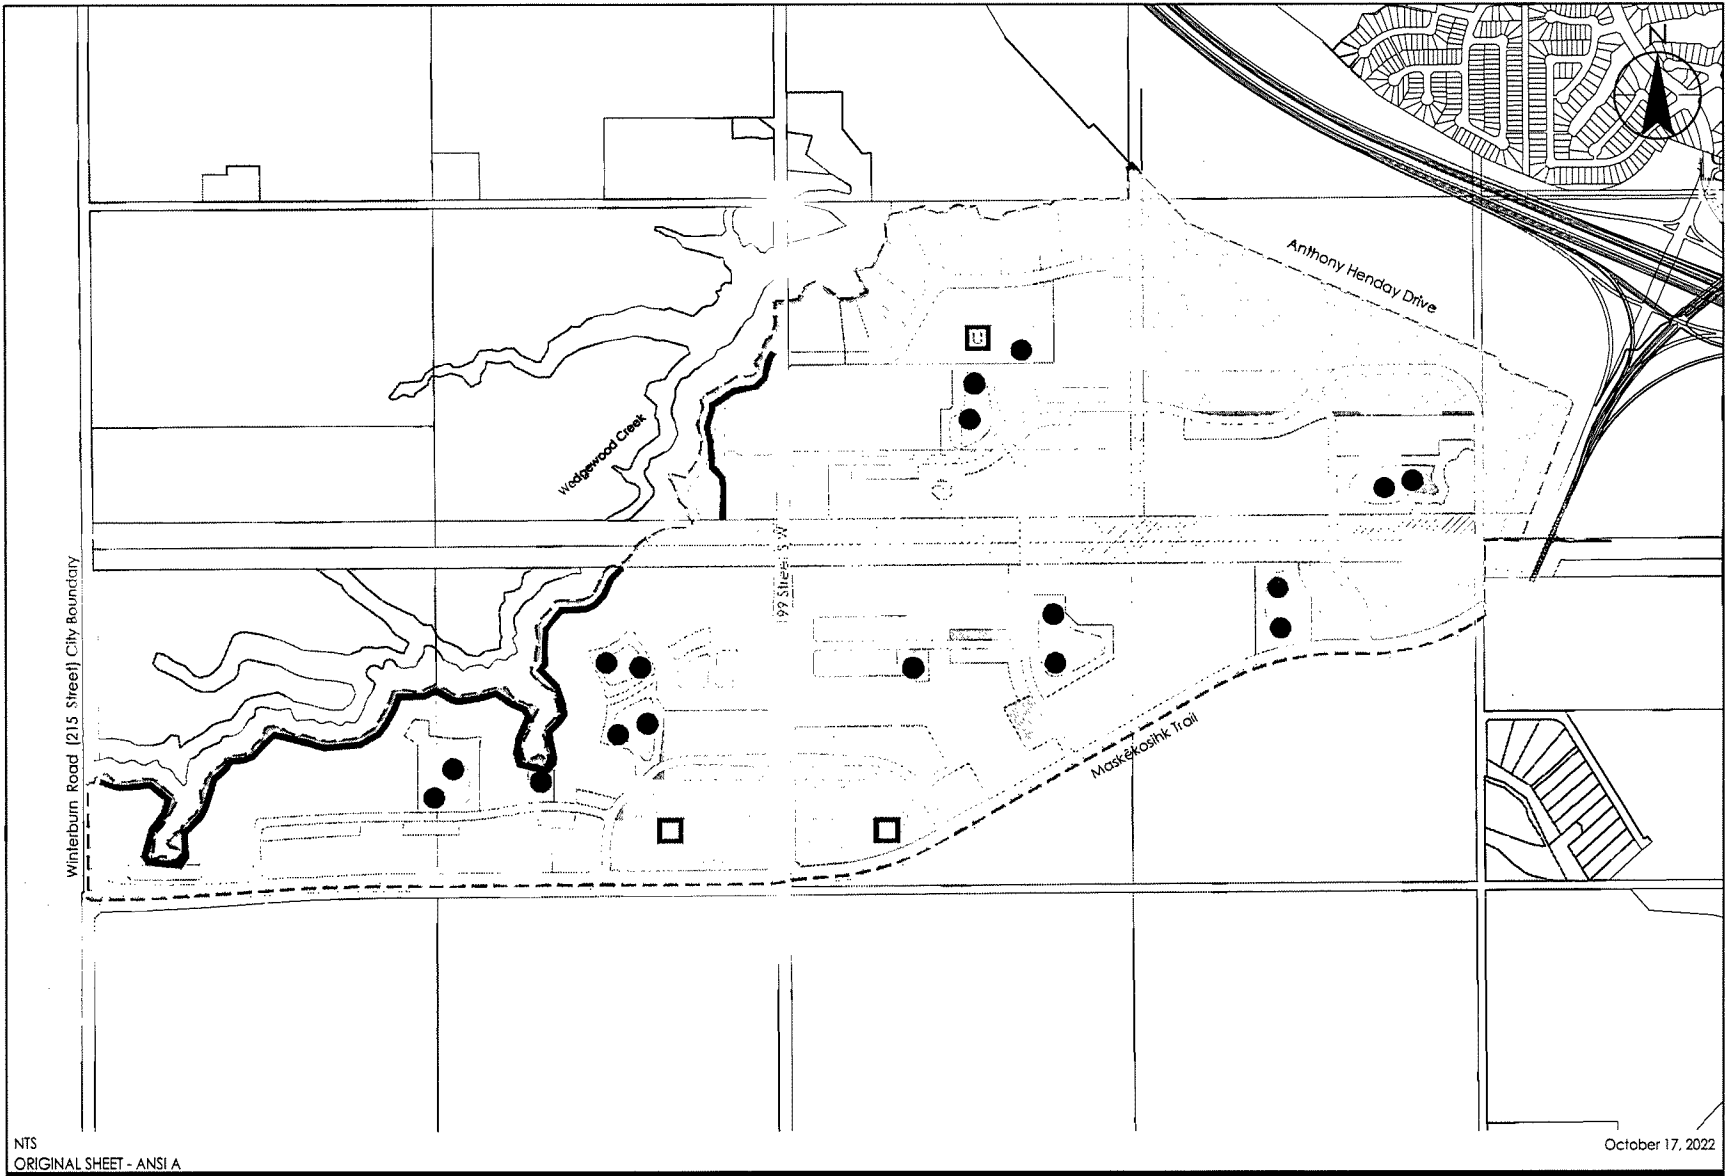 N
Anthony Henday Drive
U
Wedgewood Creek
99 Street S.W
Winterburn Road (215 Street) City Boundary
Maskêkosihk Trail
NTS
October 17, 2022
ORIGINAL SHEET - ANSI A